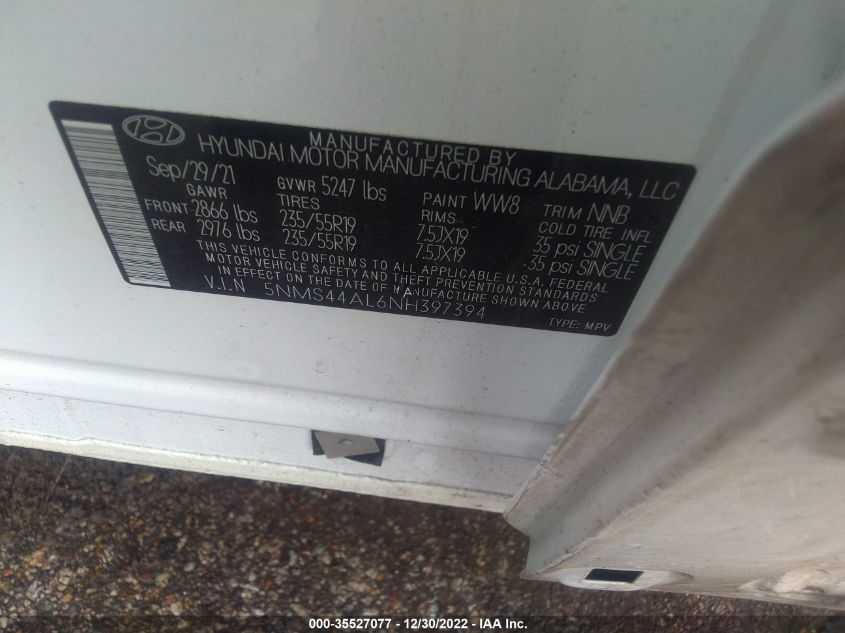 MANUFACTURED BY
HYUNDAI MOTOR MANUFACTURING ALABAMA, LLC
Sep/29/21 GVWR 5247 lbs PAINT WW8 TRIM NNB
GAWR TIRES RIMS COLD TIRE INFL
FRONT 2866 lbs 235/55R19 7.5JX19 35 psi SINGLE
REAR 2976 lbs 235/55R19 7.5JX19 35 psi SINGLE
THIS VEHICLE CONFORMS TO ALL APPLICABLE U.S.A. FEDERAL
MOTOR VEHICLE SAFETY AND THEFT PREVENTION STANDARDS
IN EFFECT ON THE DATE OF MANUFACTURE SHOWN ABOVE
V.I.N 5NMS44AL6NH397394 TYPE: MPV
000-35527077 - 12/30/2022 - IAA Inc.